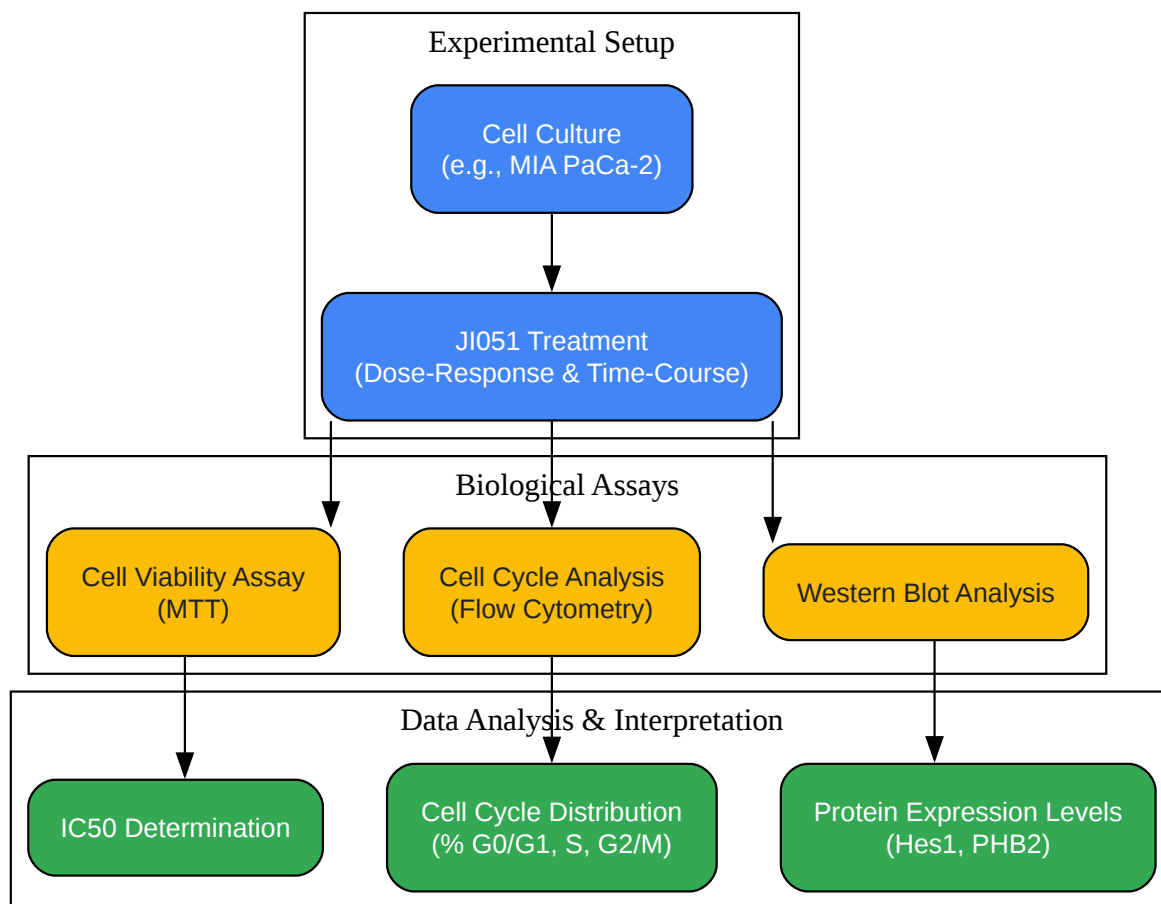 Experimental Setup
Cell Culture
(e.g., MIA PaCa-2)
JI051 Treatment
(Dose-Response & Time-Course)
Biological Assays
Cell Viability Assay
(MTT)
Cell Cycle Analysis
(Flow Cytometry)
Western Blot Analysis
Data Analysis & Interpretation
IC50 Determination
Cell Cycle Distribution
(% G0/G1, S, G2/M)
Protein Expression Levels
(Hes1, PHB2)